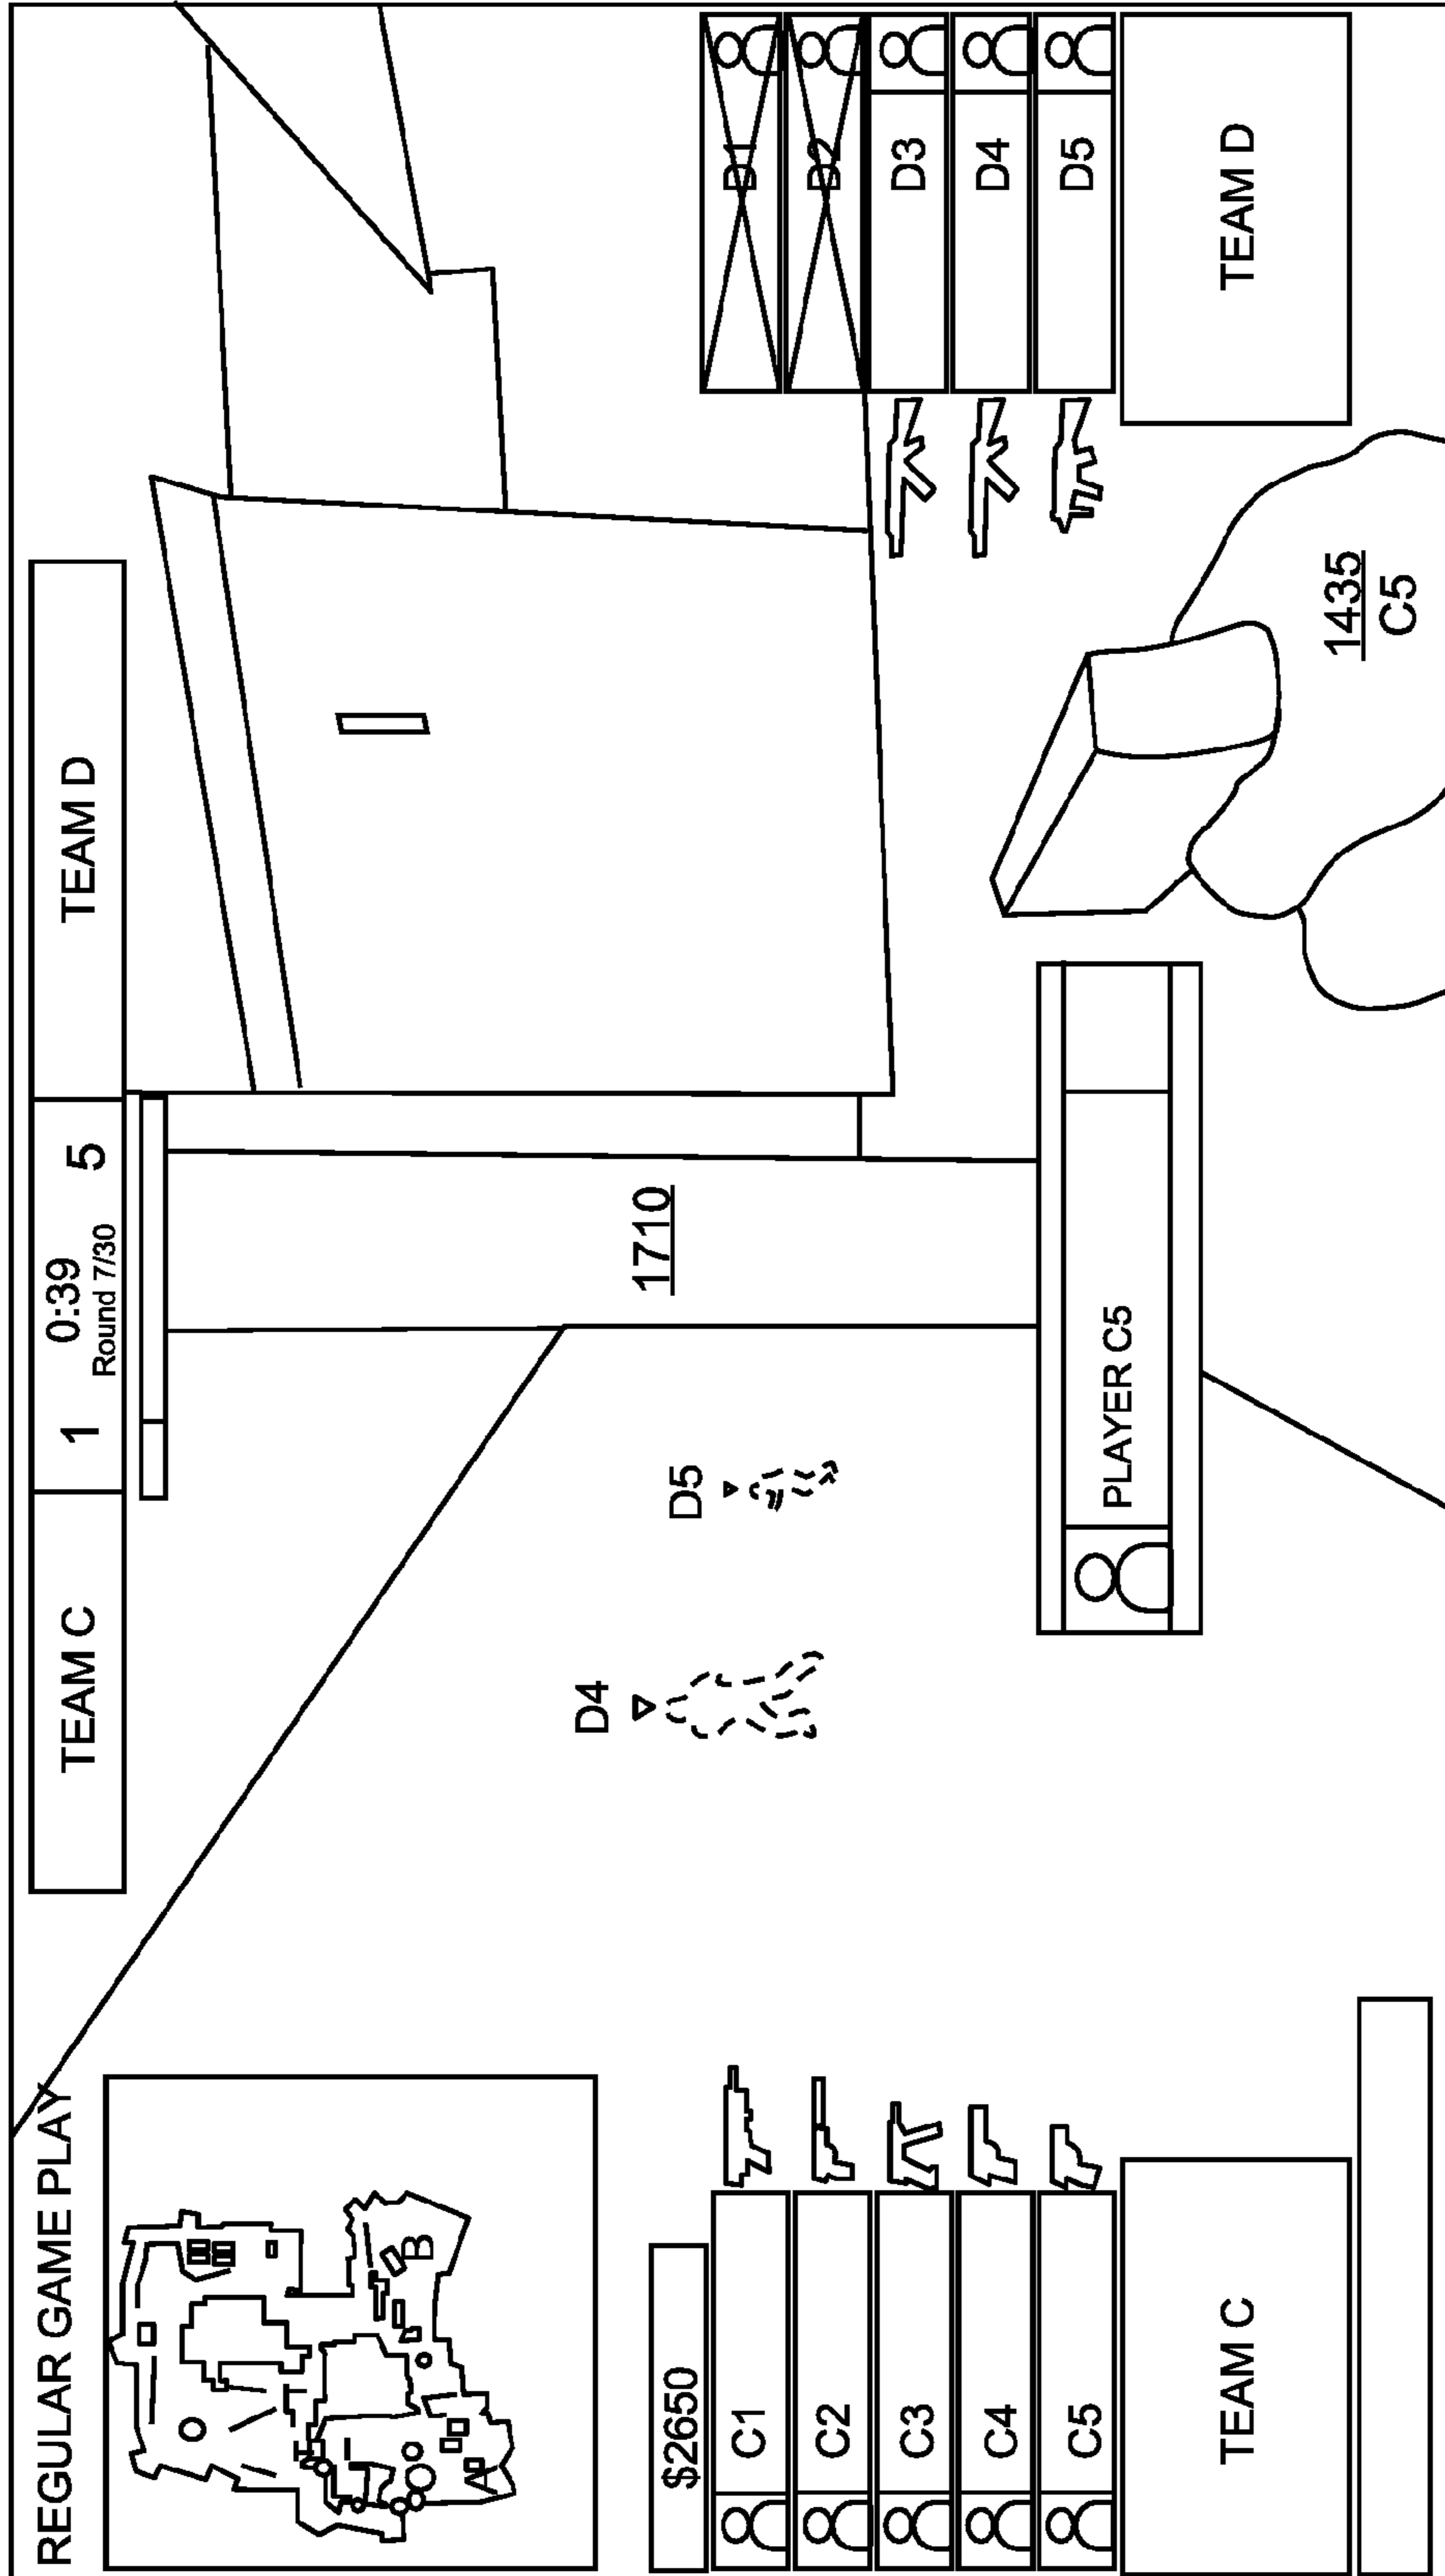 REGULAR GAME PLAY
TEAM C
1
0:39
Round 7/30
5
TEAM D
A
B
D4
D5
1710
$2650
C1
C2
C3
C4
C5
TEAM C
PLAYER C5
D1
D2
D3
D4
D5
TEAM D
1435
C5